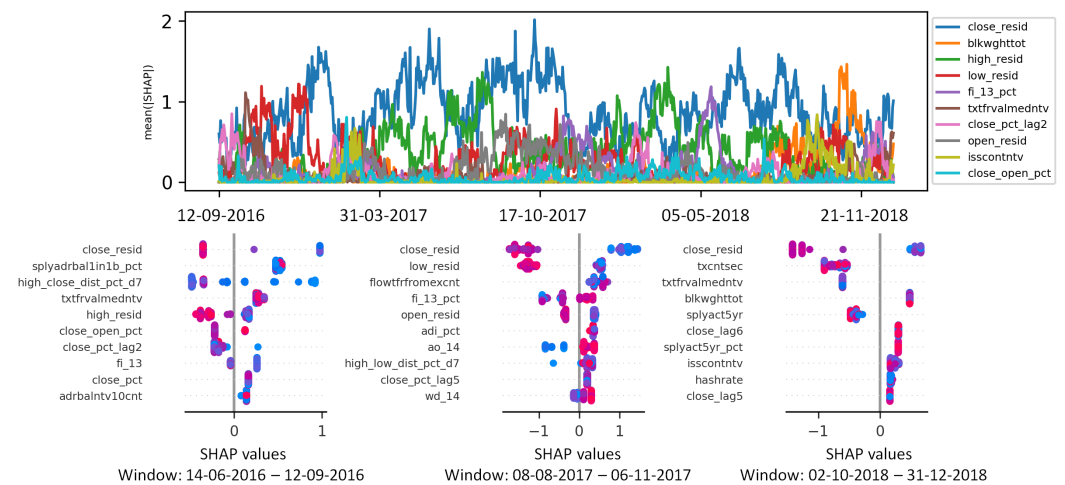 2
1
0
mean(|SHAP|)
12-09-2016 31-03-2017 17-10-2017 05-05-2018 21-11-2018
close_resid
blkwghttot
high_resid
low_resid
fi_13_pct
txtfrvalmedntv
close_pct_lag2
open_resid
isscontntv
close_open_pct
close_resid
splyadrbal1in1b_pct
high_close_dist_pct_d7
txtfrvalmedntv
high_resid
close_open_pct
close_pct_lag2
fi_13
close_pct
adrbalntv10cnt
0 1
SHAP values
Window: 14-06-2016 − 12-09-2016
close_resid
low_resid
flowtfrfromexcnt
fi_13_pct
open_resid
adi_pct
ao_14
high_low_dist_pct_d7
close_pct_lag5
wd_14
−1 0 1
SHAP values
Window: 08-08-2017 − 06-11-2017
close_resid
txcntsec
txtfrvalmedntv
blkwghttot
splyact5yr
close_lag6
splyact5yr_pct
isscontntv
hashrate
close_lag5
−1 0
SHAP values
Window: 02-10-2018 − 31-12-2018